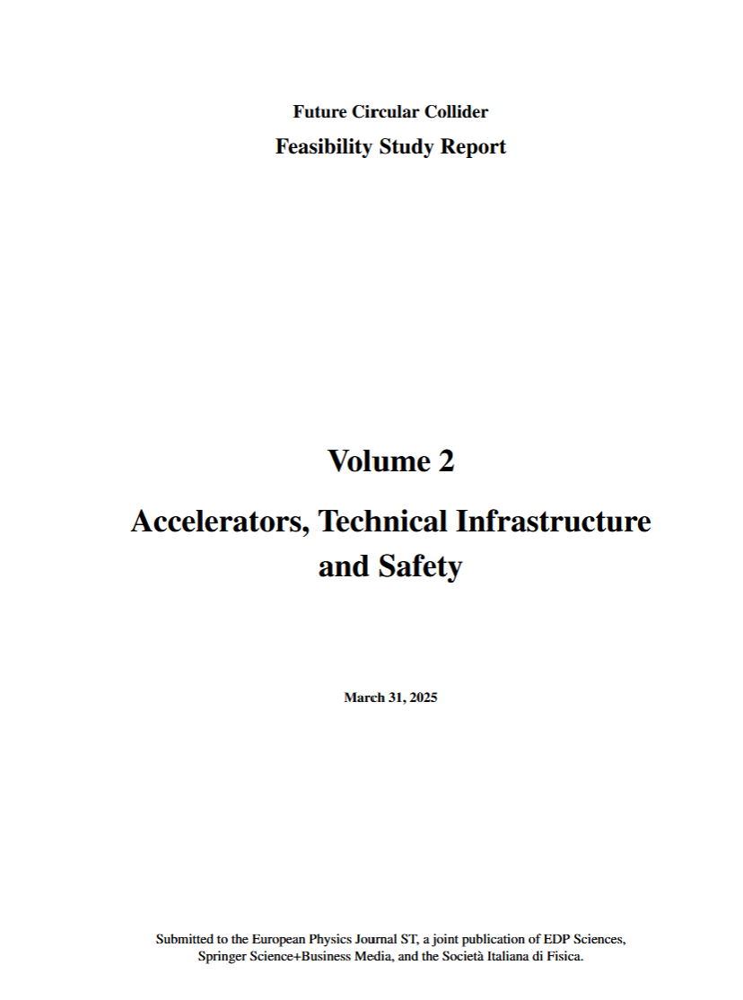 Future Circular Collider
Feasibility Study Report
Volume 2
Accelerators, Technical Infrastructure
and Safety
March 31, 2025
Submitted to the European Physics Journal ST, a joint publication of EDP Sciences,
Springer Science+Business Media, and the Società Italiana di Fisica.